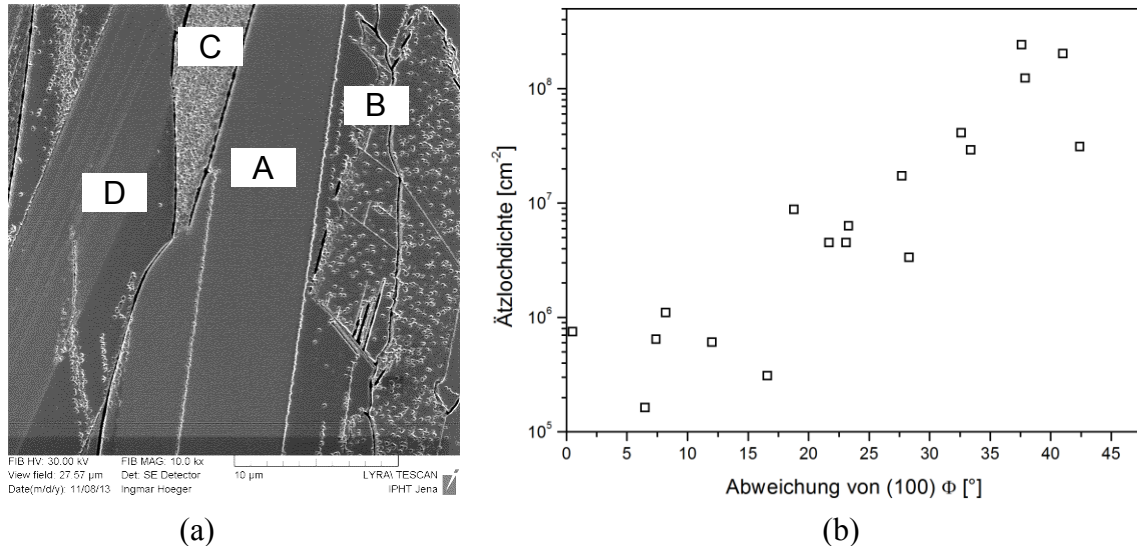 C
B
A
D
FIB HV: 30.00 kV FIB MAG: 10.0 kx
View field: 27.57 µm Det: SE Detector 10 µm LYRA\ TESCAN
Date(m/d/y): 11/08/13 Ingmar Hoeger IPHT Jena
(a)
Ätzlochdichte [cm⁻²]
10⁸
10⁷
10⁶
10⁵
0 5 10 15 20 25 30 35 40 45
Abweichung von (100) Φ [°]
(b)